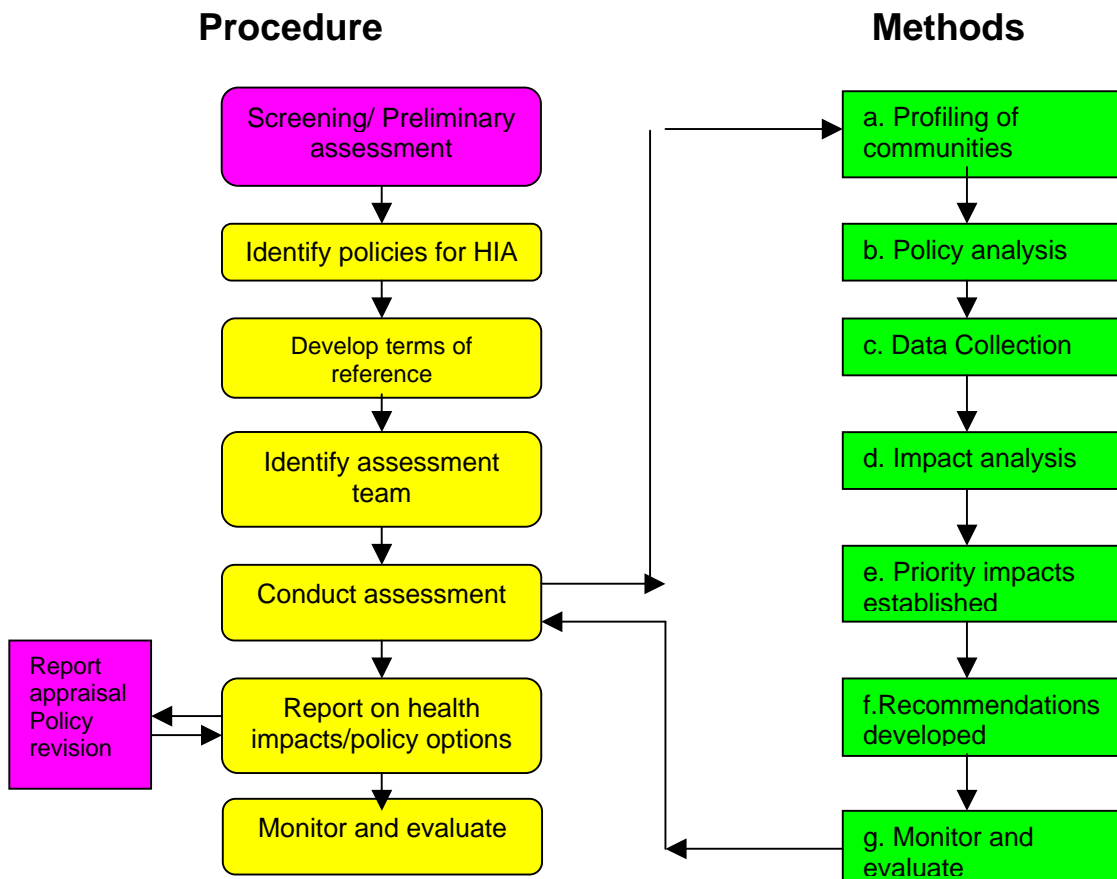 Procedure
Screening/ Preliminary
assessment
Identify policies for HIA
Develop terms of
reference
Identify assessment
team
Conduct assessment
Report
appraisal
Policy
revision
Report on health
impacts/policy options
Monitor and evaluate
Methods
a. Profiling of
communities
b. Policy analysis
c. Data Collection
d. Impact analysis
e. Priority impacts
established
f.Recommendations
developed
g. Monitor and
evaluate